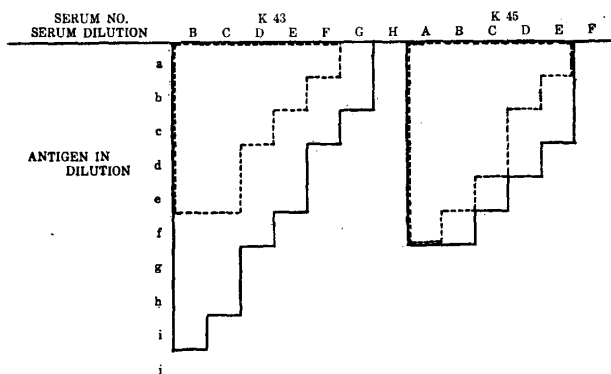 SERUM NO. K 43 K 45
SERUM DILUTION B C D E F G H A B C D E F
a
b
c
d
ANTIGEN IN
DILUTION
e
f
g
h
i
j